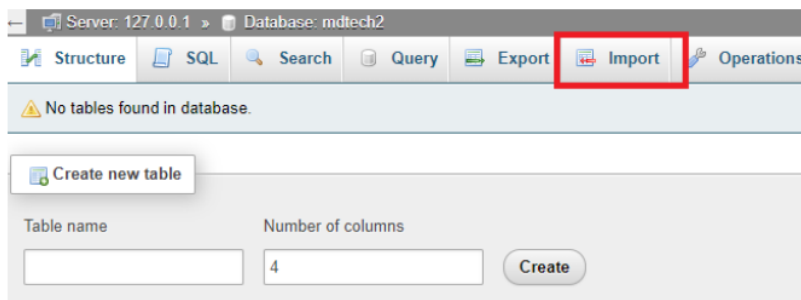 Server: 127.0.0.1 » Database: mdtech2
Structure SQL Search Query Export Import Operations
No tables found in database.
Create new table
Table name Number of columns
4 Create